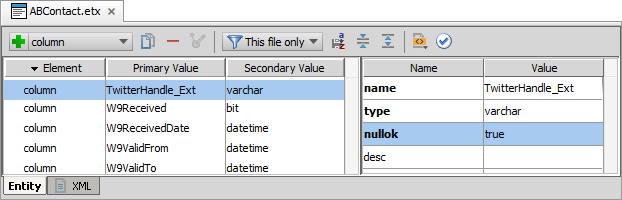 ABContact.etx
column This file only
Element Primary Value Secondary Value Name Value
column TwitterHandle_Ext varchar name TwitterHandle_Ext
column W9Received bit type varchar
column W9ReceivedDate datetime nullok true
column W9ValidFrom datetime desc
column W9ValidTo datetime
Entity XML